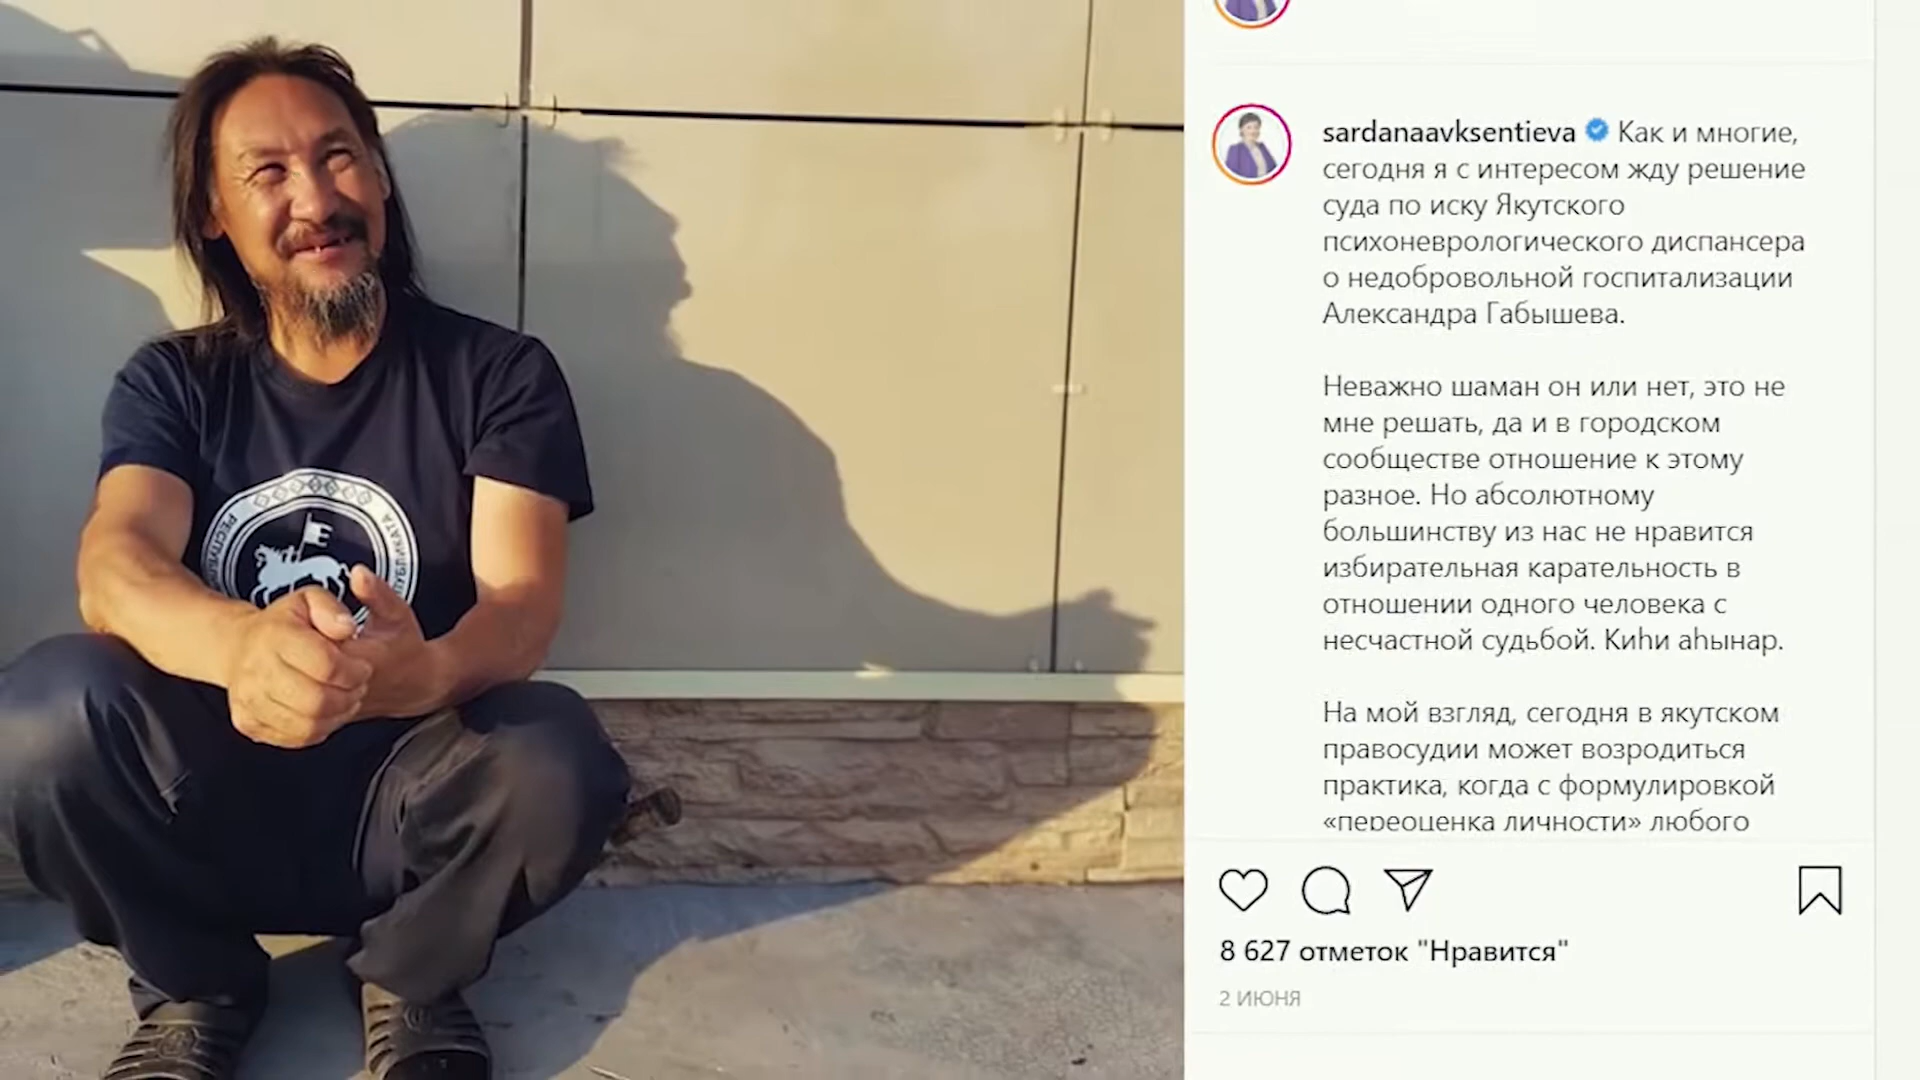 РЕСПУБЛИ
УБЛИКАТА
sardanaavksentieva Как и многие,
сегодня я с интересом жду решение
суда по иску Якутского
психоневрологического диспансера
о недобровольной госпитализации
Александра Габышева.
Неважно шаман он или нет, это не
мне решать, да и в городском
сообществе отношение к этому
разное. Но абсолютному
большинству из нас не нравится
избирательная карательность в
отношении одного человека с
несчастной судьбой. Киһи аһынар.
На мой взгляд, сегодня в якутском
правосудии может возродиться
практика, когда с формулировкой
«переоценка личности» любого
8 627 отметок "Нравится"
2 ИЮНЯ